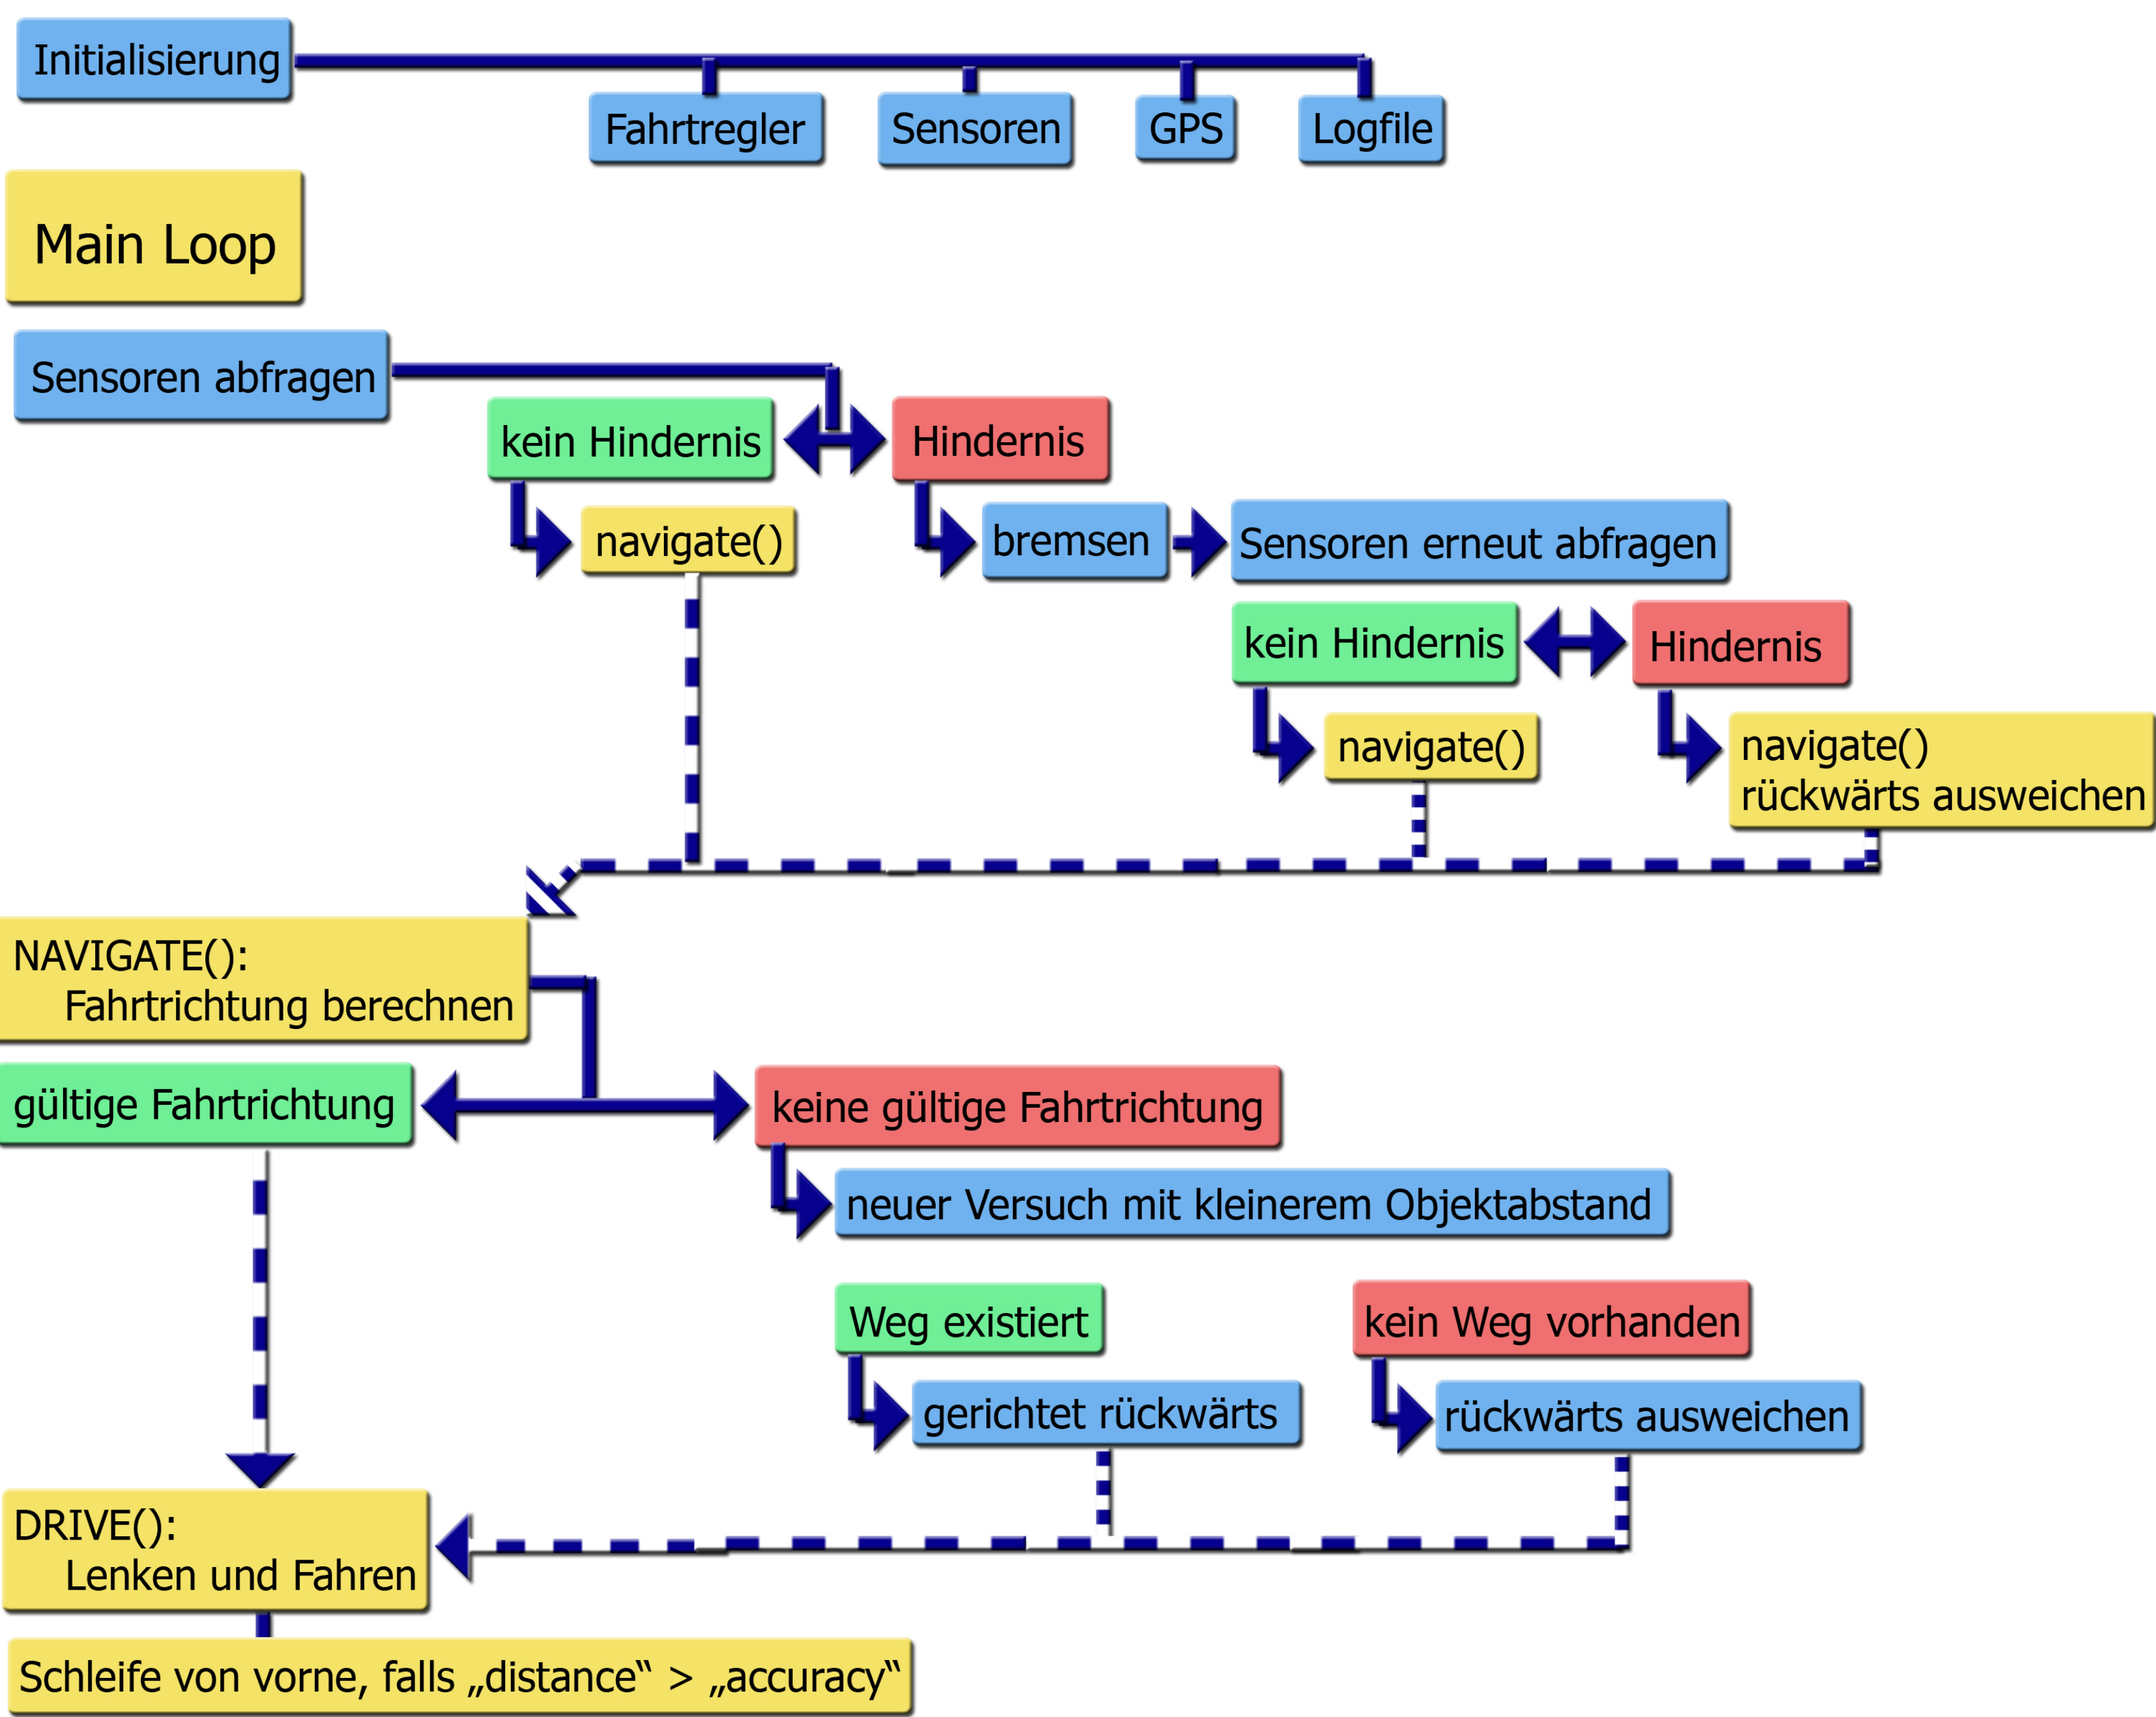 Initialisierung
Fahrtregler
Sensoren
GPS
Logfile
Main Loop
Sensoren abfragen
kein Hindernis
Hindernis
navigate()
bremsen
Sensoren erneut abfragen
kein Hindernis
Hindernis
navigate()
navigate()
rückwärts ausweichen
NAVIGATE():
Fahrtrichtung berechnen
gültige Fahrtrichtung
keine gültige Fahrtrichtung
neuer Versuch mit kleinerem Objektabstand
Weg existiert
kein Weg vorhanden
gerichtet rückwärts
rückwärts ausweichen
DRIVE():
Lenken und Fahren
Schleife von vorne, falls „distance“ > „accuracy“